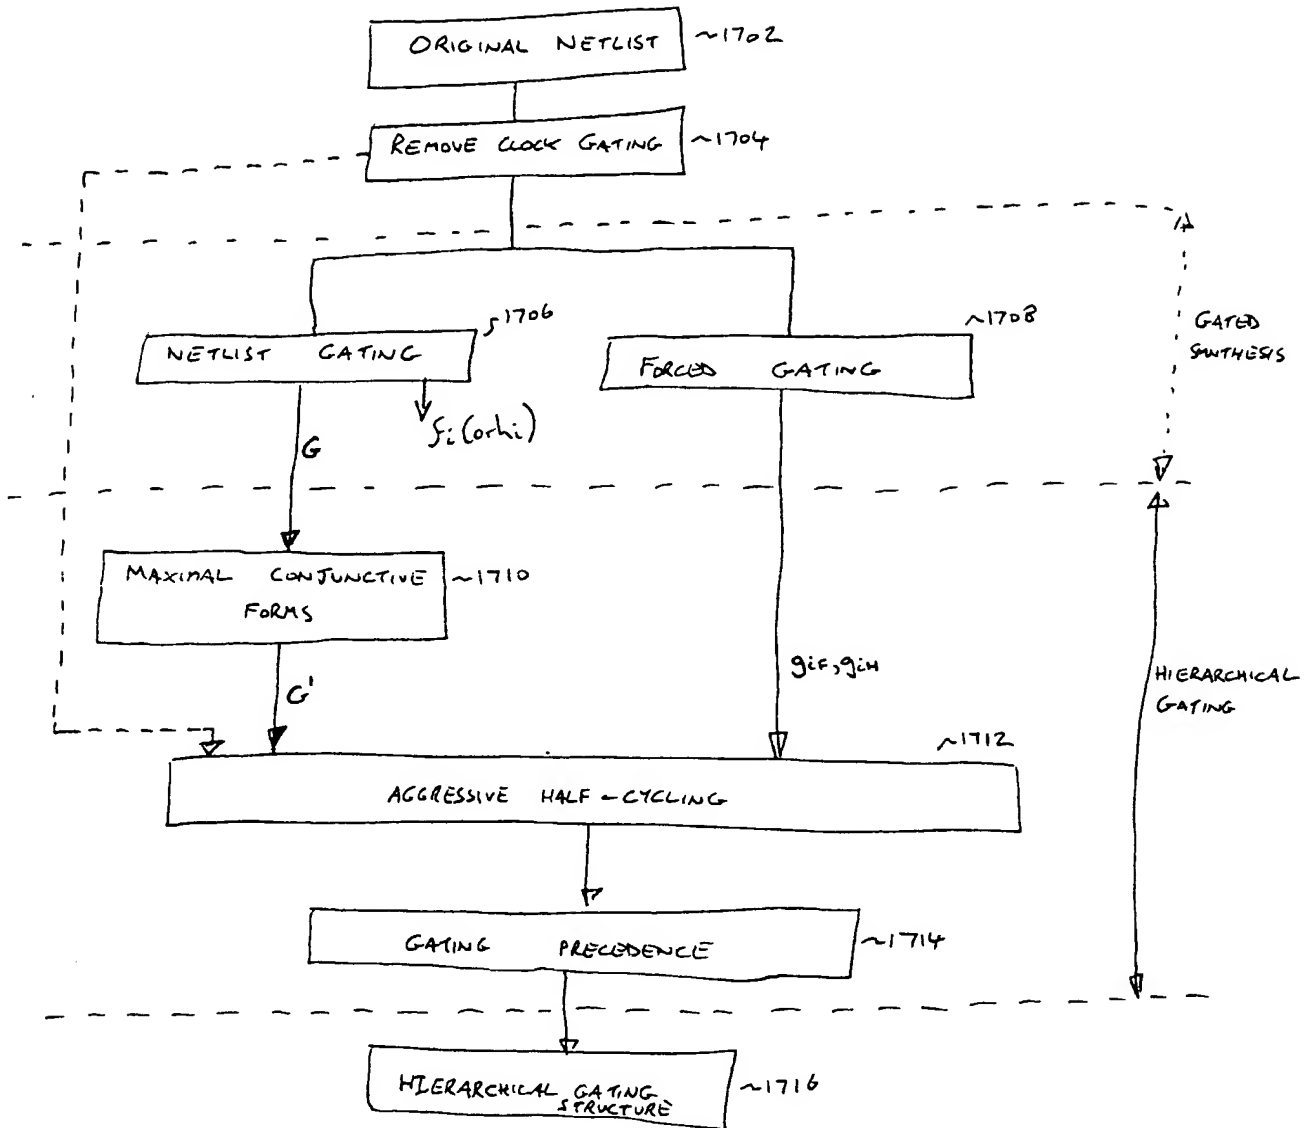 ORIGINAL NETLIST ~1702
REMOVE CLOCK GATING ~1704
NETLIST GATING 1706
FORCED GATING ~1708
GATED
SYNTHESIS
fi(orhi)
G
MAXIMAL CONJUNCTIVE
FORMS ~1710
giF, giH
HIERARCHICAL
GATING
G'
AGGRESSIVE HALF-CYCLING ~1712
GATING PRECEDENCE ~1714
HIERARCHICAL GATING
STRUCTURE ~1716